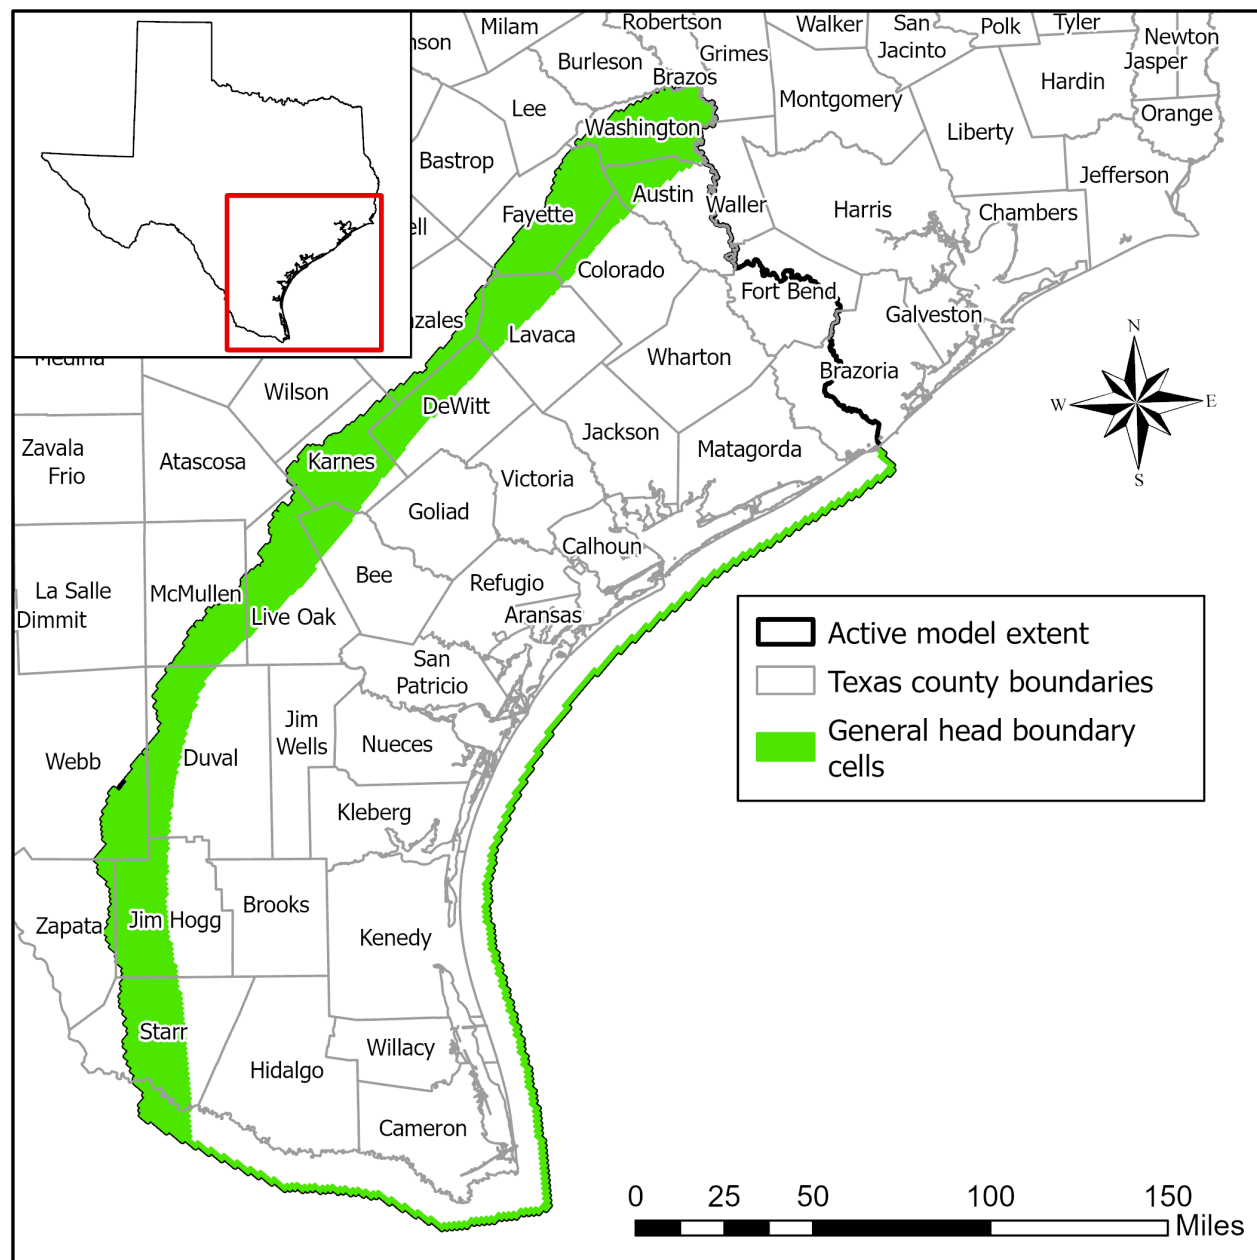 Milam
Robertson
Walker
San
Jacinto
Polk
Tyler
Newton
Jasper
nson
Burleson
Grimes
Brazos
Hardin
Lee
Montgomery
Orange
Washington
Liberty
Bastrop
Jefferson
Austin
Waller
Harris
Chambers
Fayette
ell
Colorado
Fort Bend
Galveston
nzales
Lavaca
Wharton
Medina
Brazoria
Wilson
DeWitt
Jackson
Matagorda
Zavala
Frio
Atascosa
Karnes
Victoria
Goliad
Calhoun
Bee
Refugio
La Salle
McMullen
Dimmit
Live Oak
Aransas
San
Patricio
Jim
Wells
Nueces
Webb
Duval
Kleberg
Zapata
Jim Hogg
Brooks
Kenedy
Starr
Hidalgo
Willacy
Cameron
N
W
E
S
Active model extent
Texas county boundaries
General head boundary
cells
0 25 50 100 150
Miles